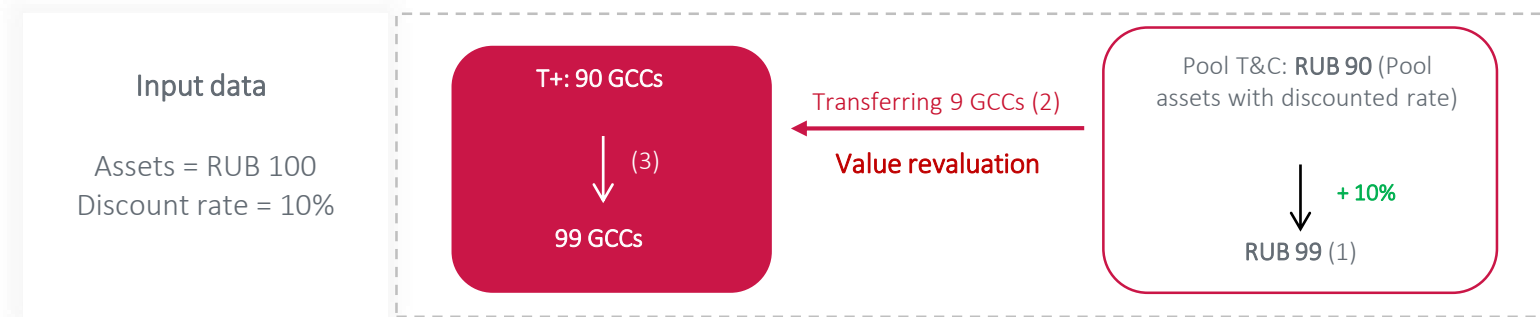 Input data
Assets = RUB 100
Discount rate = 10%
T+: 90 GCCs
(3)
99 GCCs
Transferring 9 GCCs (2)
Value revaluation
Pool T&C: RUB 90 (Pool
assets with discounted rate)
+ 10%
RUB 99 (1)